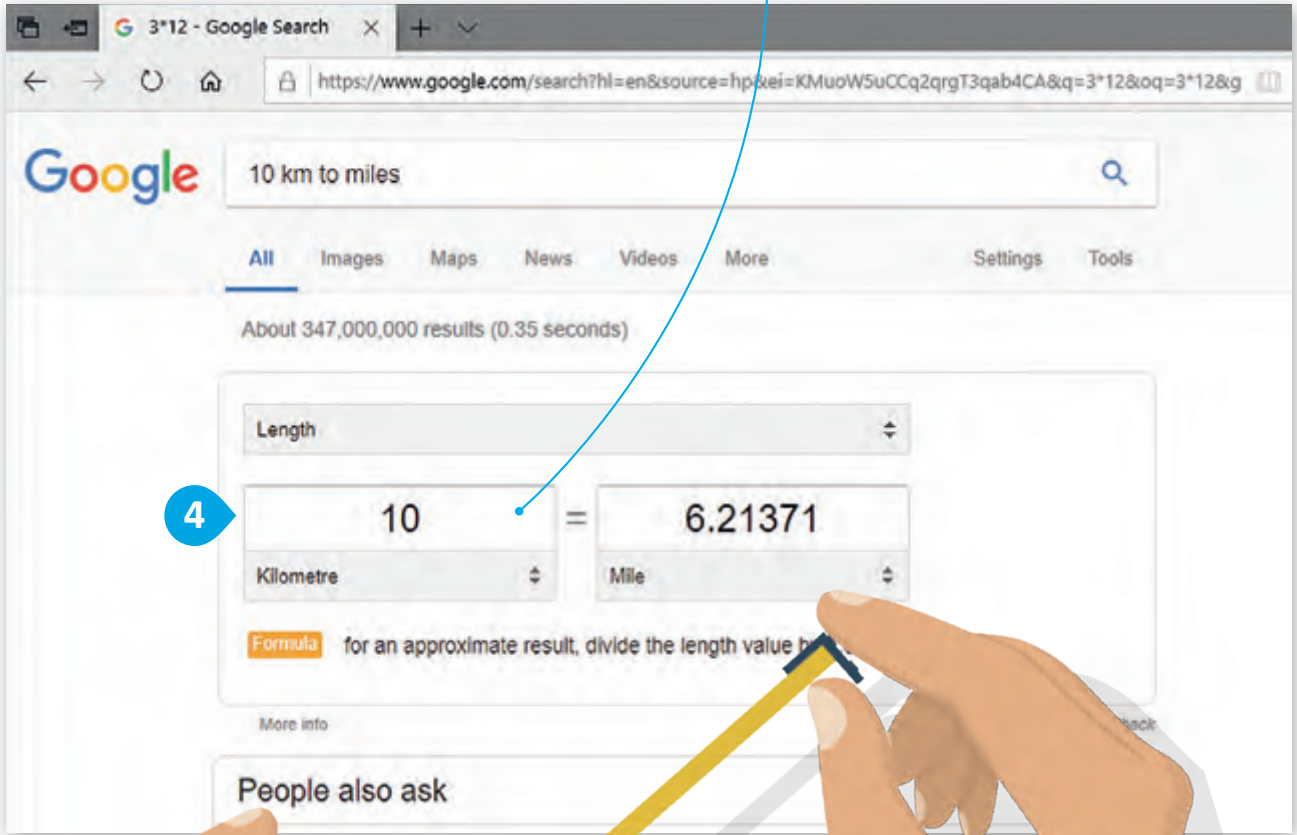 3*12 - Google Search
https://www.google.com/search?hl=en&source=hp&ei=KMuoW5uCCq2qrgT3qab4CA&q=3*12&oq=3*12&g
Google
10 km to miles
All Images Maps News Videos More Settings Tools
About 347,000,000 results (0.35 seconds)
Length
4
10 = 6.21371
Kilometre Mile
Formula for an approximate result, divide the length value
More info
People also ask